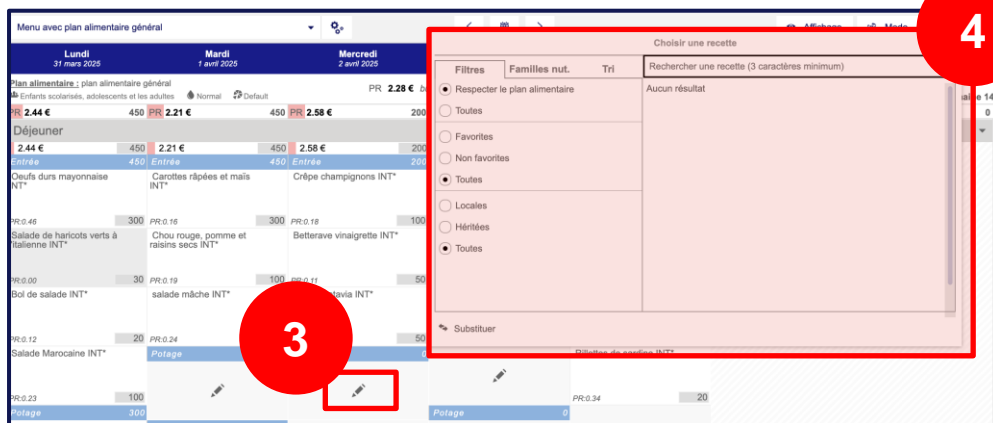 Menu avec plan alimentaire général
4
Choisir une recette
Lundi
31 mars 2025
Mardi
1 avril 2025
Mercredi
2 avril 2025
Filtres Familles nut. Tri
Rechercher une recette (3 caractères minimum)
Plan alimentaire : plan alimentaire général
Enfants scolarisés, adolescents et les adultes Normal Default
PR 2.28 €
Respecter le plan alimentaire
Aucun résultat
Toutes
PR 2.44 € 450 PR 2.21 € 450 PR 2.58 € 200
14
0
Déjeuner
Favorites
2.44 € 450 2.21 € 450 2.58 € 200
Non favorites
Entrée 450 Entrée 450 Entrée 200
Toutes
Oeufs durs mayonnaise
NT*
Carottes râpées et maïs
INT*
Crêpe champignons INT*
Locales
PR:0.46 300 PR:0.16 300 PR:0.18 100
Héritées
Salade de haricots verts à
l'italienne INT*
Chou rouge, pomme et
raisins secs INT*
Betterave vinaigrette INT*
Toutes
PR:0.00 30 PR:0.19 100 PR:0.11 50
Bol de salade INT*
salade mâche INT*
INT*
PR:0.12 20 PR:0.24 50
Substituer
3
Salade Marocaine INT*
Potage
0
PR:0.23 100
PR:0.34 20
Potage 300
Potage 0